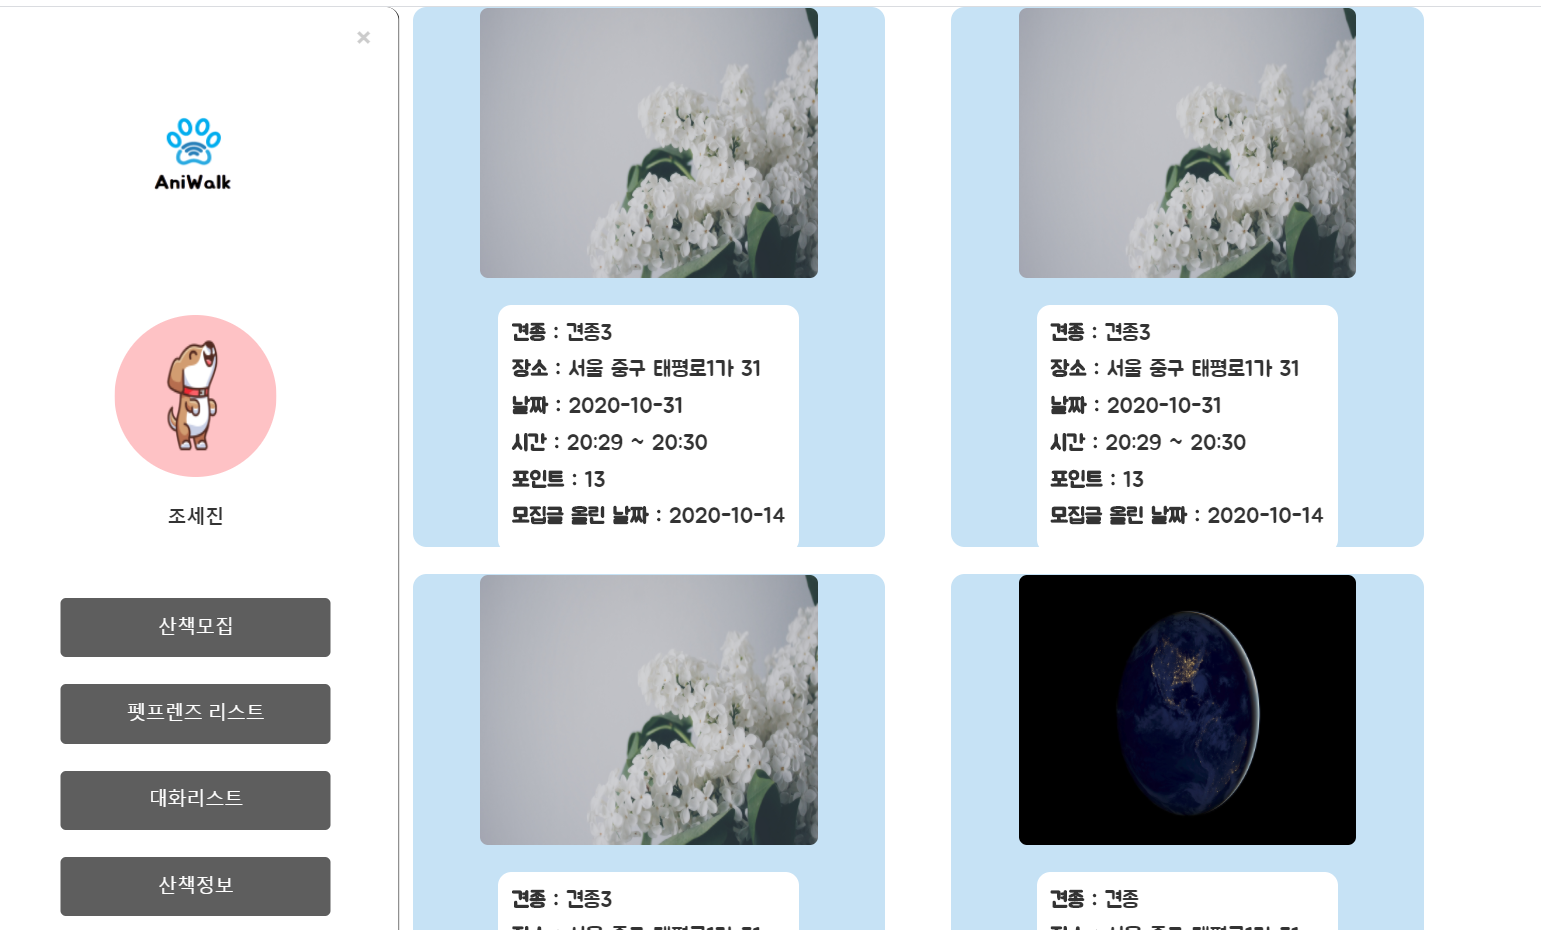 ×
AniWalk
조세진
산책모집
펫프렌즈 리스트
대화리스트
산책정보
견종 : 견종3
장소 : 서울 중구 태평로1가 31
날짜 : 2020-10-31
시간 : 20:29 ~ 20:30
포인트 : 13
모집글 올린 날짜 : 2020-10-14
견종 : 견종3
장소 : 서울 중구 태평로1가 31
날짜 : 2020-10-31
시간 : 20:29 ~ 20:30
포인트 : 13
모집글 올린 날짜 : 2020-10-14
견종 : 견종3
견종 : 견종